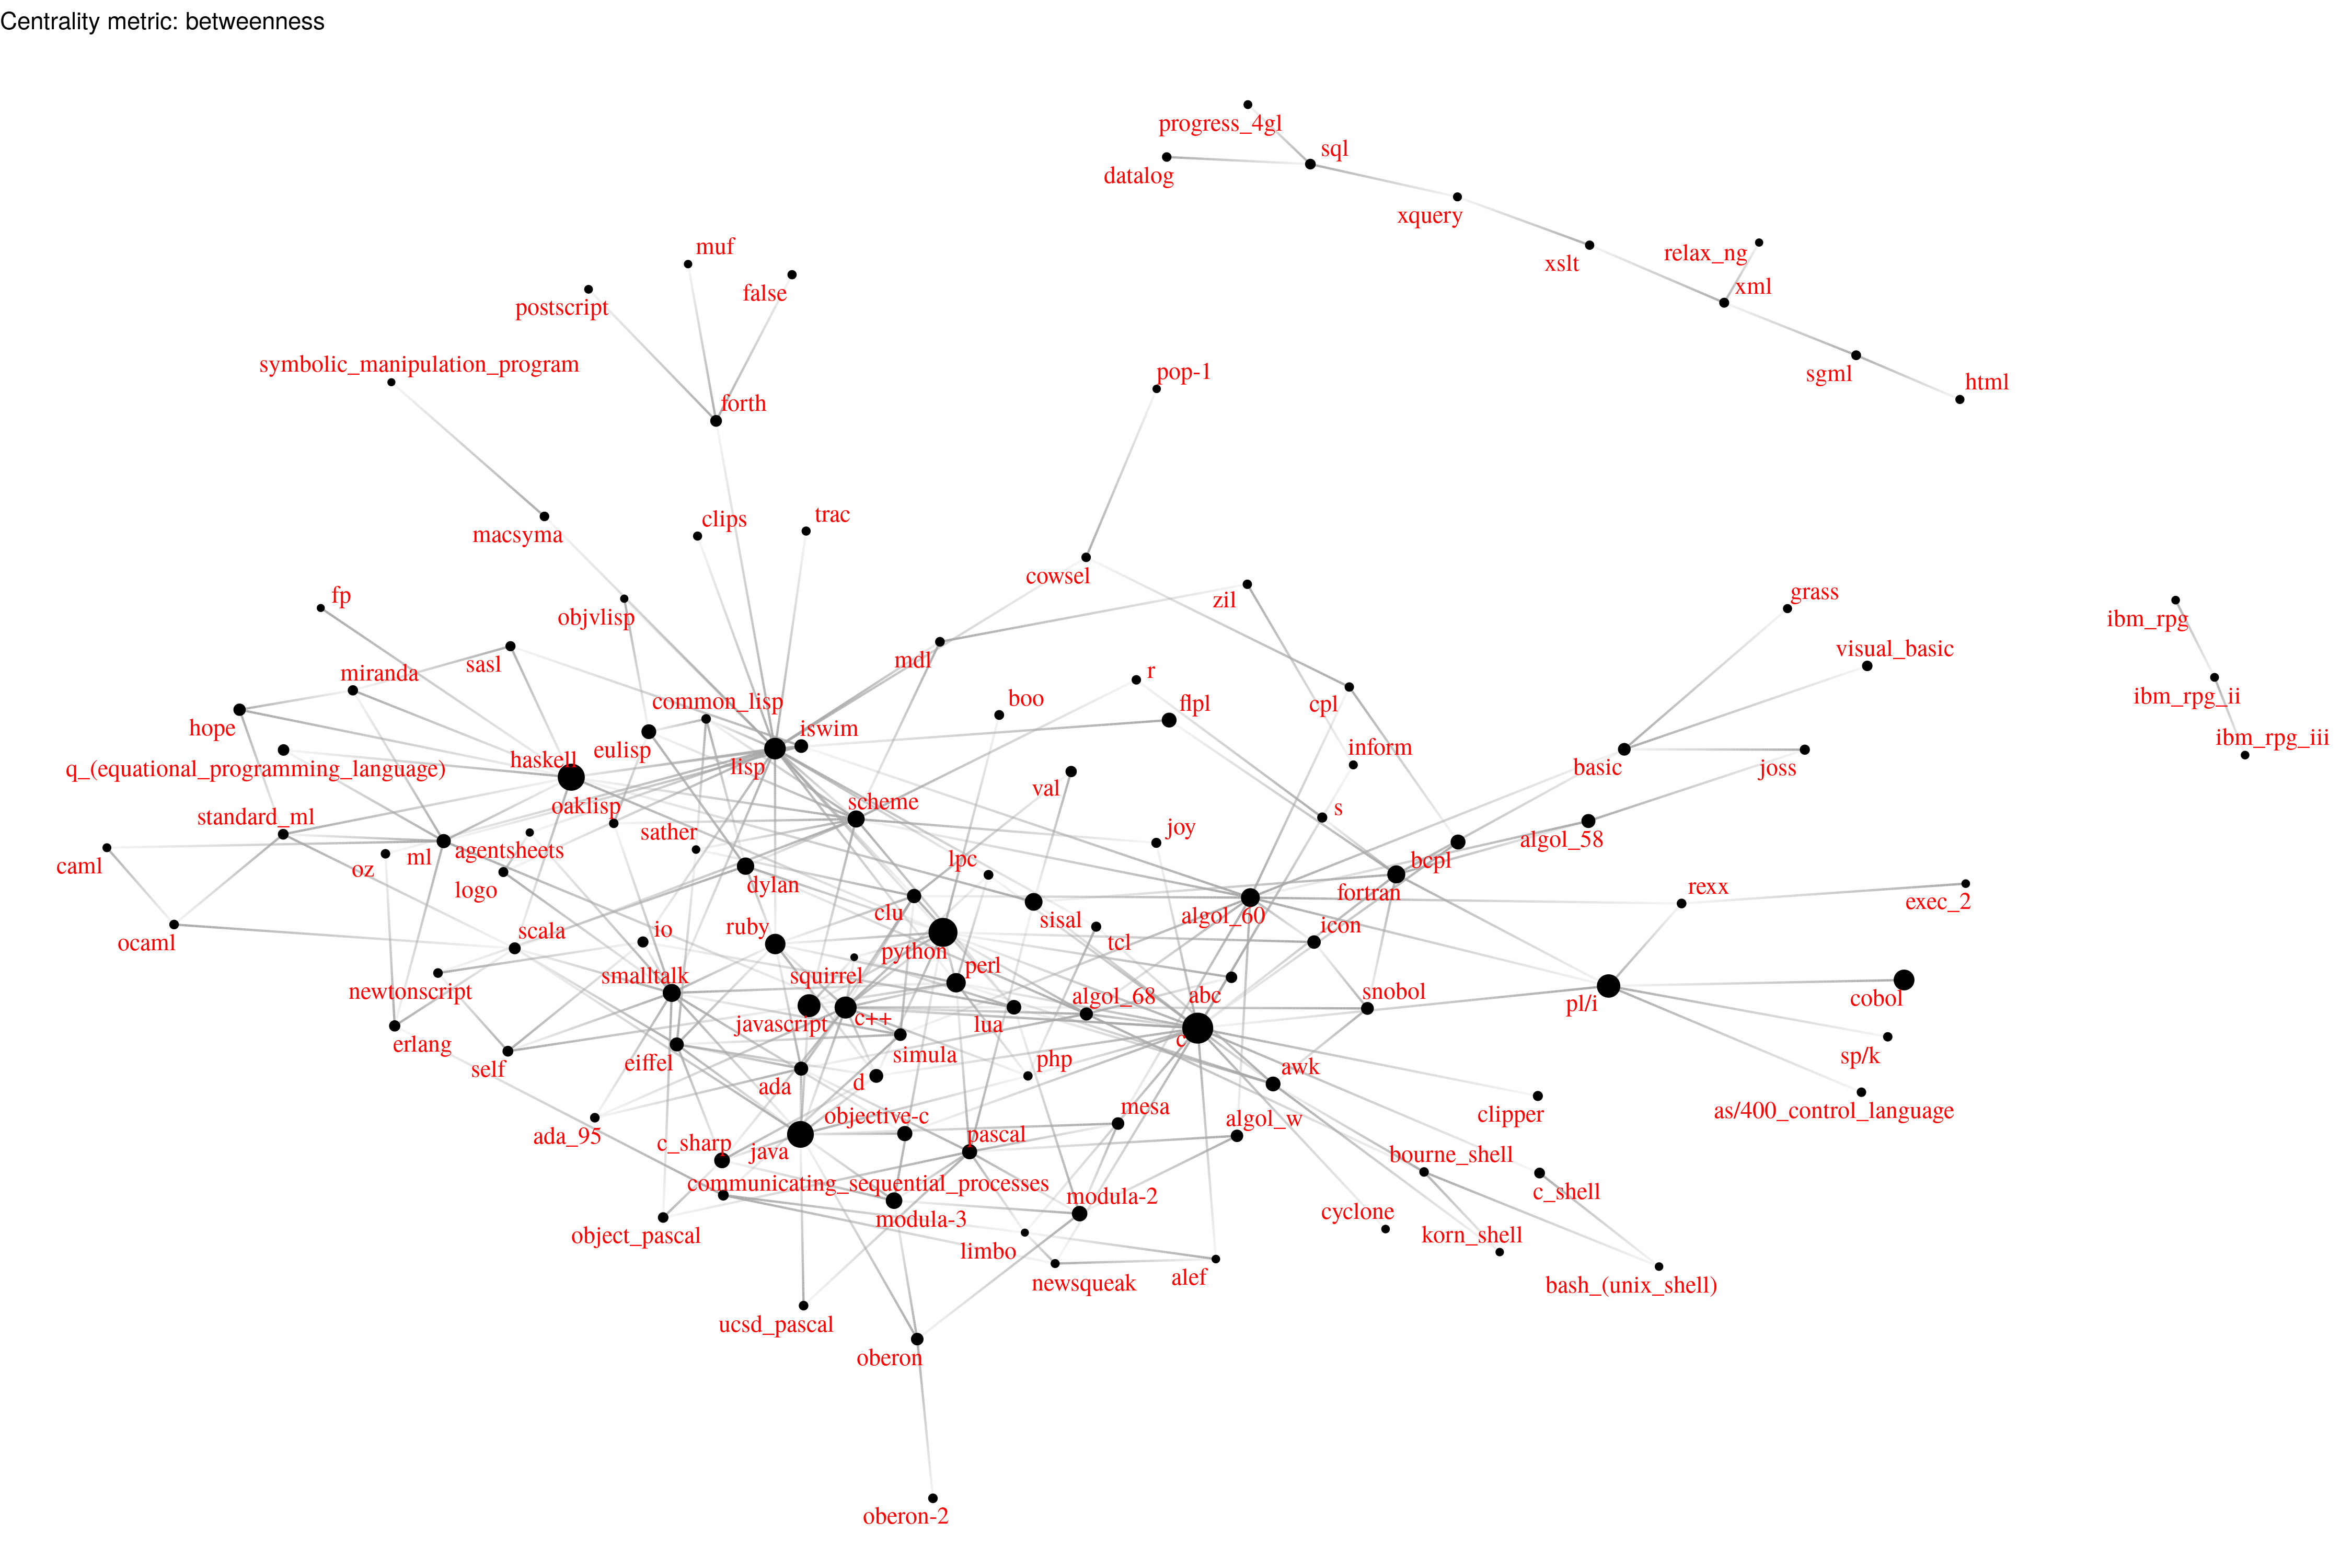 Centrality metric: betweenness
progress_4gl
sql
datalog
xquery
muf
relax_ng
xslt
xml
false
postscript
symbolic_manipulation_program
pop-1
sgml
html
forth
trac
clips
macsyma
cowsel
fp
zil
grass
objvlisp
ibm_rpg
visual_basic
mdl
sasl
miranda
r
ibm_rpg_ii
common_lisp
boo
flpl
cpl
hope
iswim
ibm_rpg_iii
eulisp
inform
haskell
lisp
basic
joss
q_(equational_programming_language)
val
scheme
oaklisp
s
standard_ml
joy
sather
algol_58
agentsheets
ml
lpc
bcpl
caml
oz
dylan
logo
rexx
fortran
exec_2
clu
algol_60
sisal
icon
ruby
io
scala
ocaml
tcl
python
perl
squirrel
smalltalk
newtonscript
abc
algol_68
snobol
cobol
pl/i
javascript
c++
lua
c
erlang
simula
sp/k
eiffel
php
self
awk
d
ada
mesa
as/400_control_language
clipper
objective-c
algol_w
ada_95
pascal
c_sharp
java
bourne_shell
communicating_sequential_processes
c_shell
modula-2
cyclone
modula-3
object_pascal
korn_shell
limbo
alef
newsqueak
bash_(unix_shell)
ucsd_pascal
oberon
oberon-2